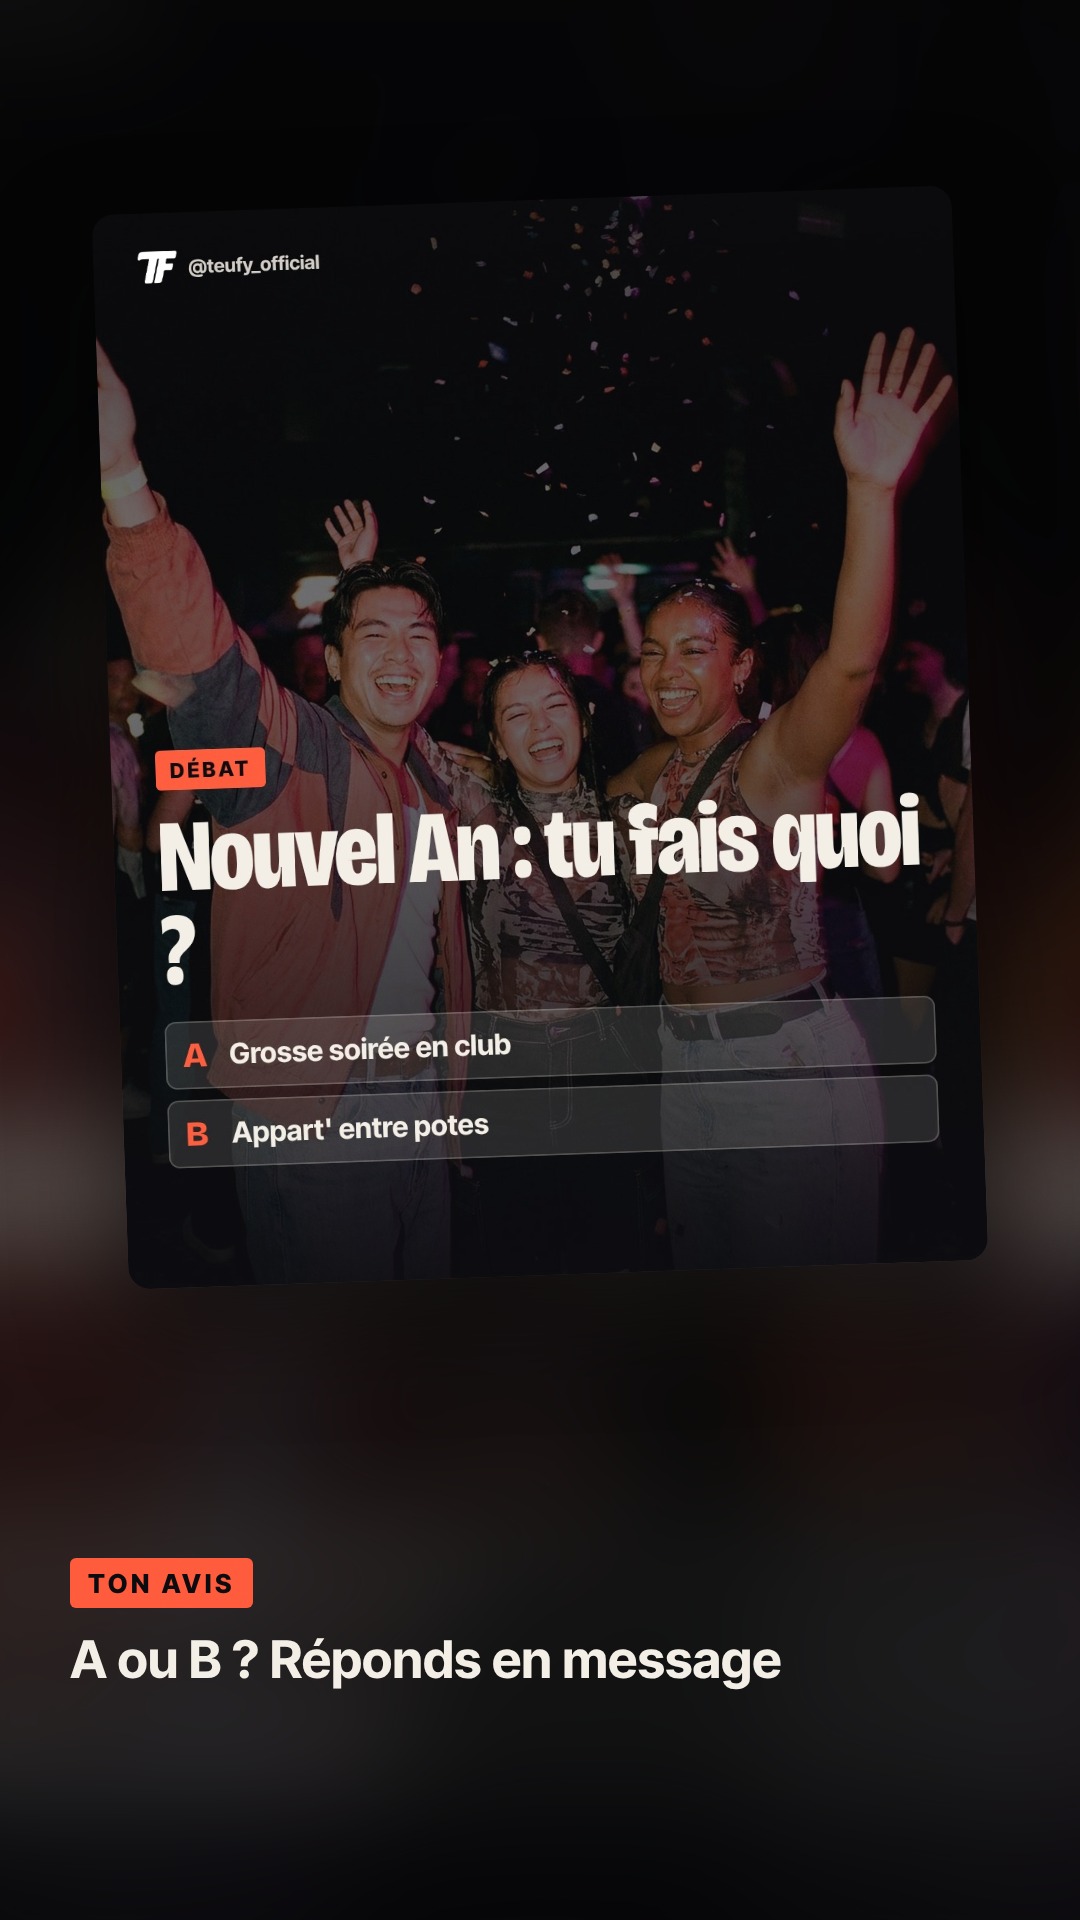 TF @teufy_official
DÉBAT
Nouvel An : tu fais quoi
?
A Grosse soirée en club
B Appart' entre potes
TON AVIS
A ou B ? Réponds en message